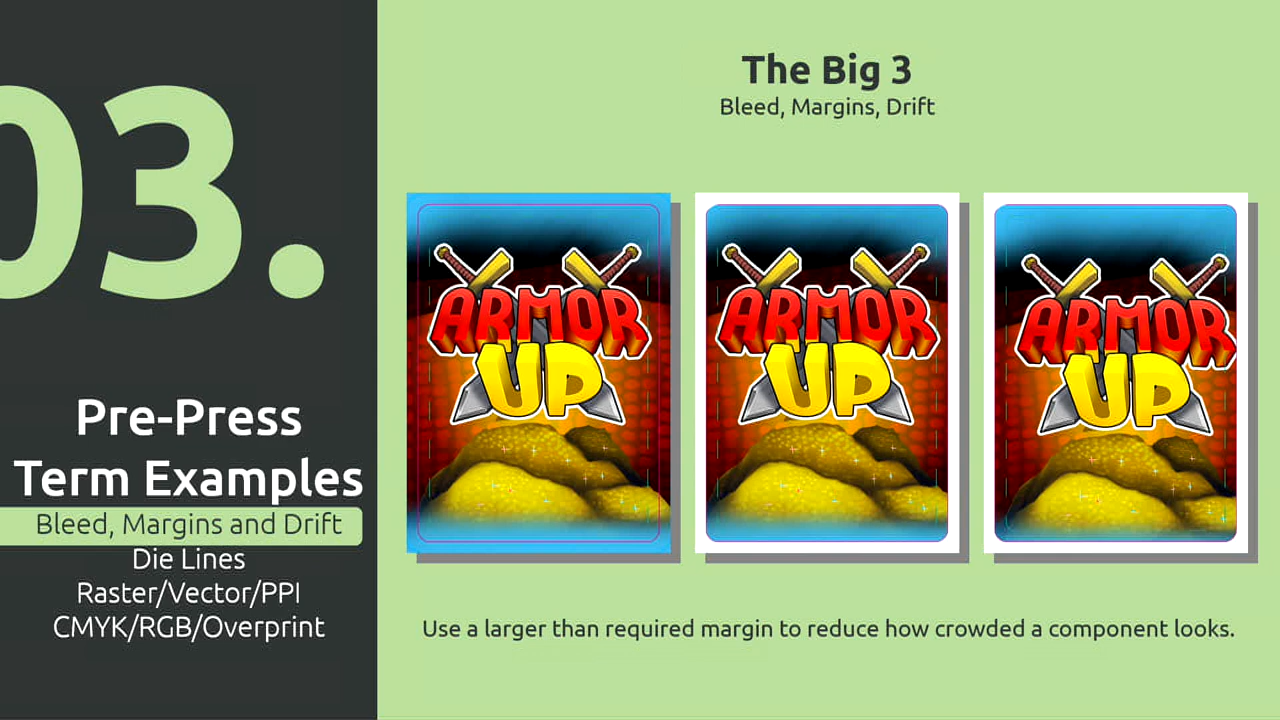 03.
Pre-Press
Term Examples
Bleed, Margins and Drift
Die Lines
Raster/Vector/PPI
CMYK/RGB/Overprint
The Big 3
Bleed, Margins, Drift
ARMOR
UP
ARMOR
UP
ARMOR
UP
Use a larger than required margin to reduce how crowded a component looks.